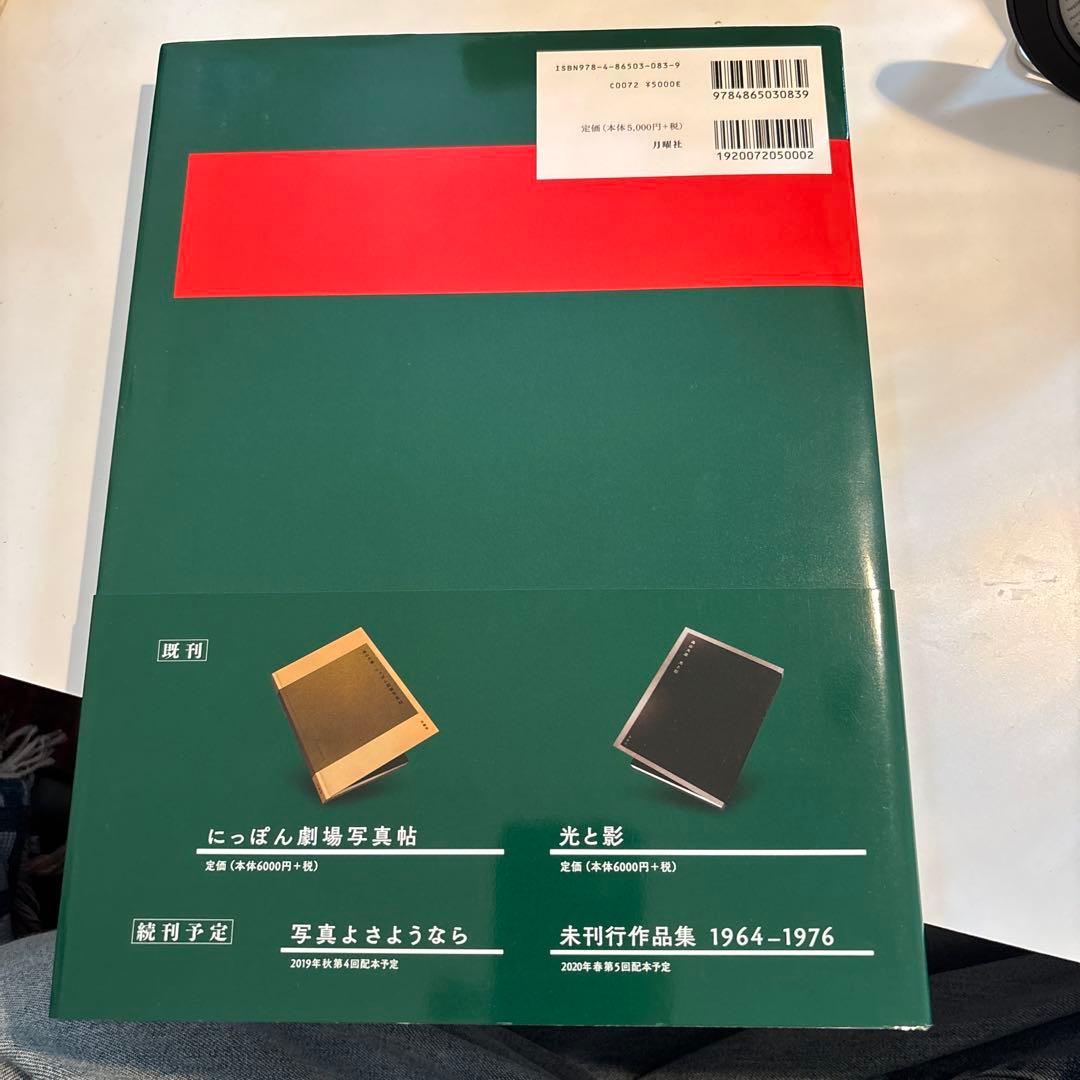 ISBN978-4-86503-083-9
C0072 ¥5000E
定価(本体5,000円+税)
月曜社
9784865030839
1920072050002
既刊
にっぽん劇場写真帖
定価(本体6000円+税)
光と影
定価(本体6000円+税)
続刊予定
写真よさようなら
2019年秋第4回配本予定
未刊行作品集 1964–1976
2020年春第5回配本予定